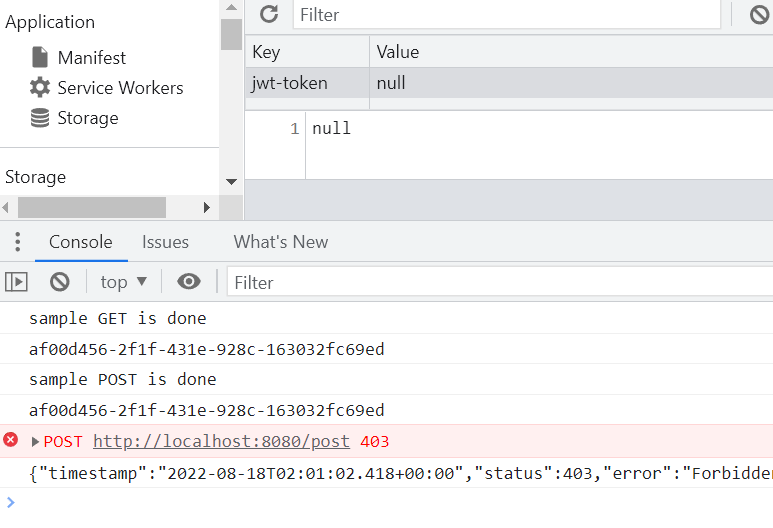 Application
Manifest
Service Workers
Storage
Storage
Filter
Key Value
jwt-token null
1 null
Console Issues What's New
top Filter
sample GET is done
af00d456-2f1f-431e-928c-163032fc69ed
sample POST is done
af00d456-2f1f-431e-928c-163032fc69ed
POST http://localhost:8080/post 403
{"timestamp":"2022-08-18T02:01:02.418+00:00","status":403,"error":"Forbidden